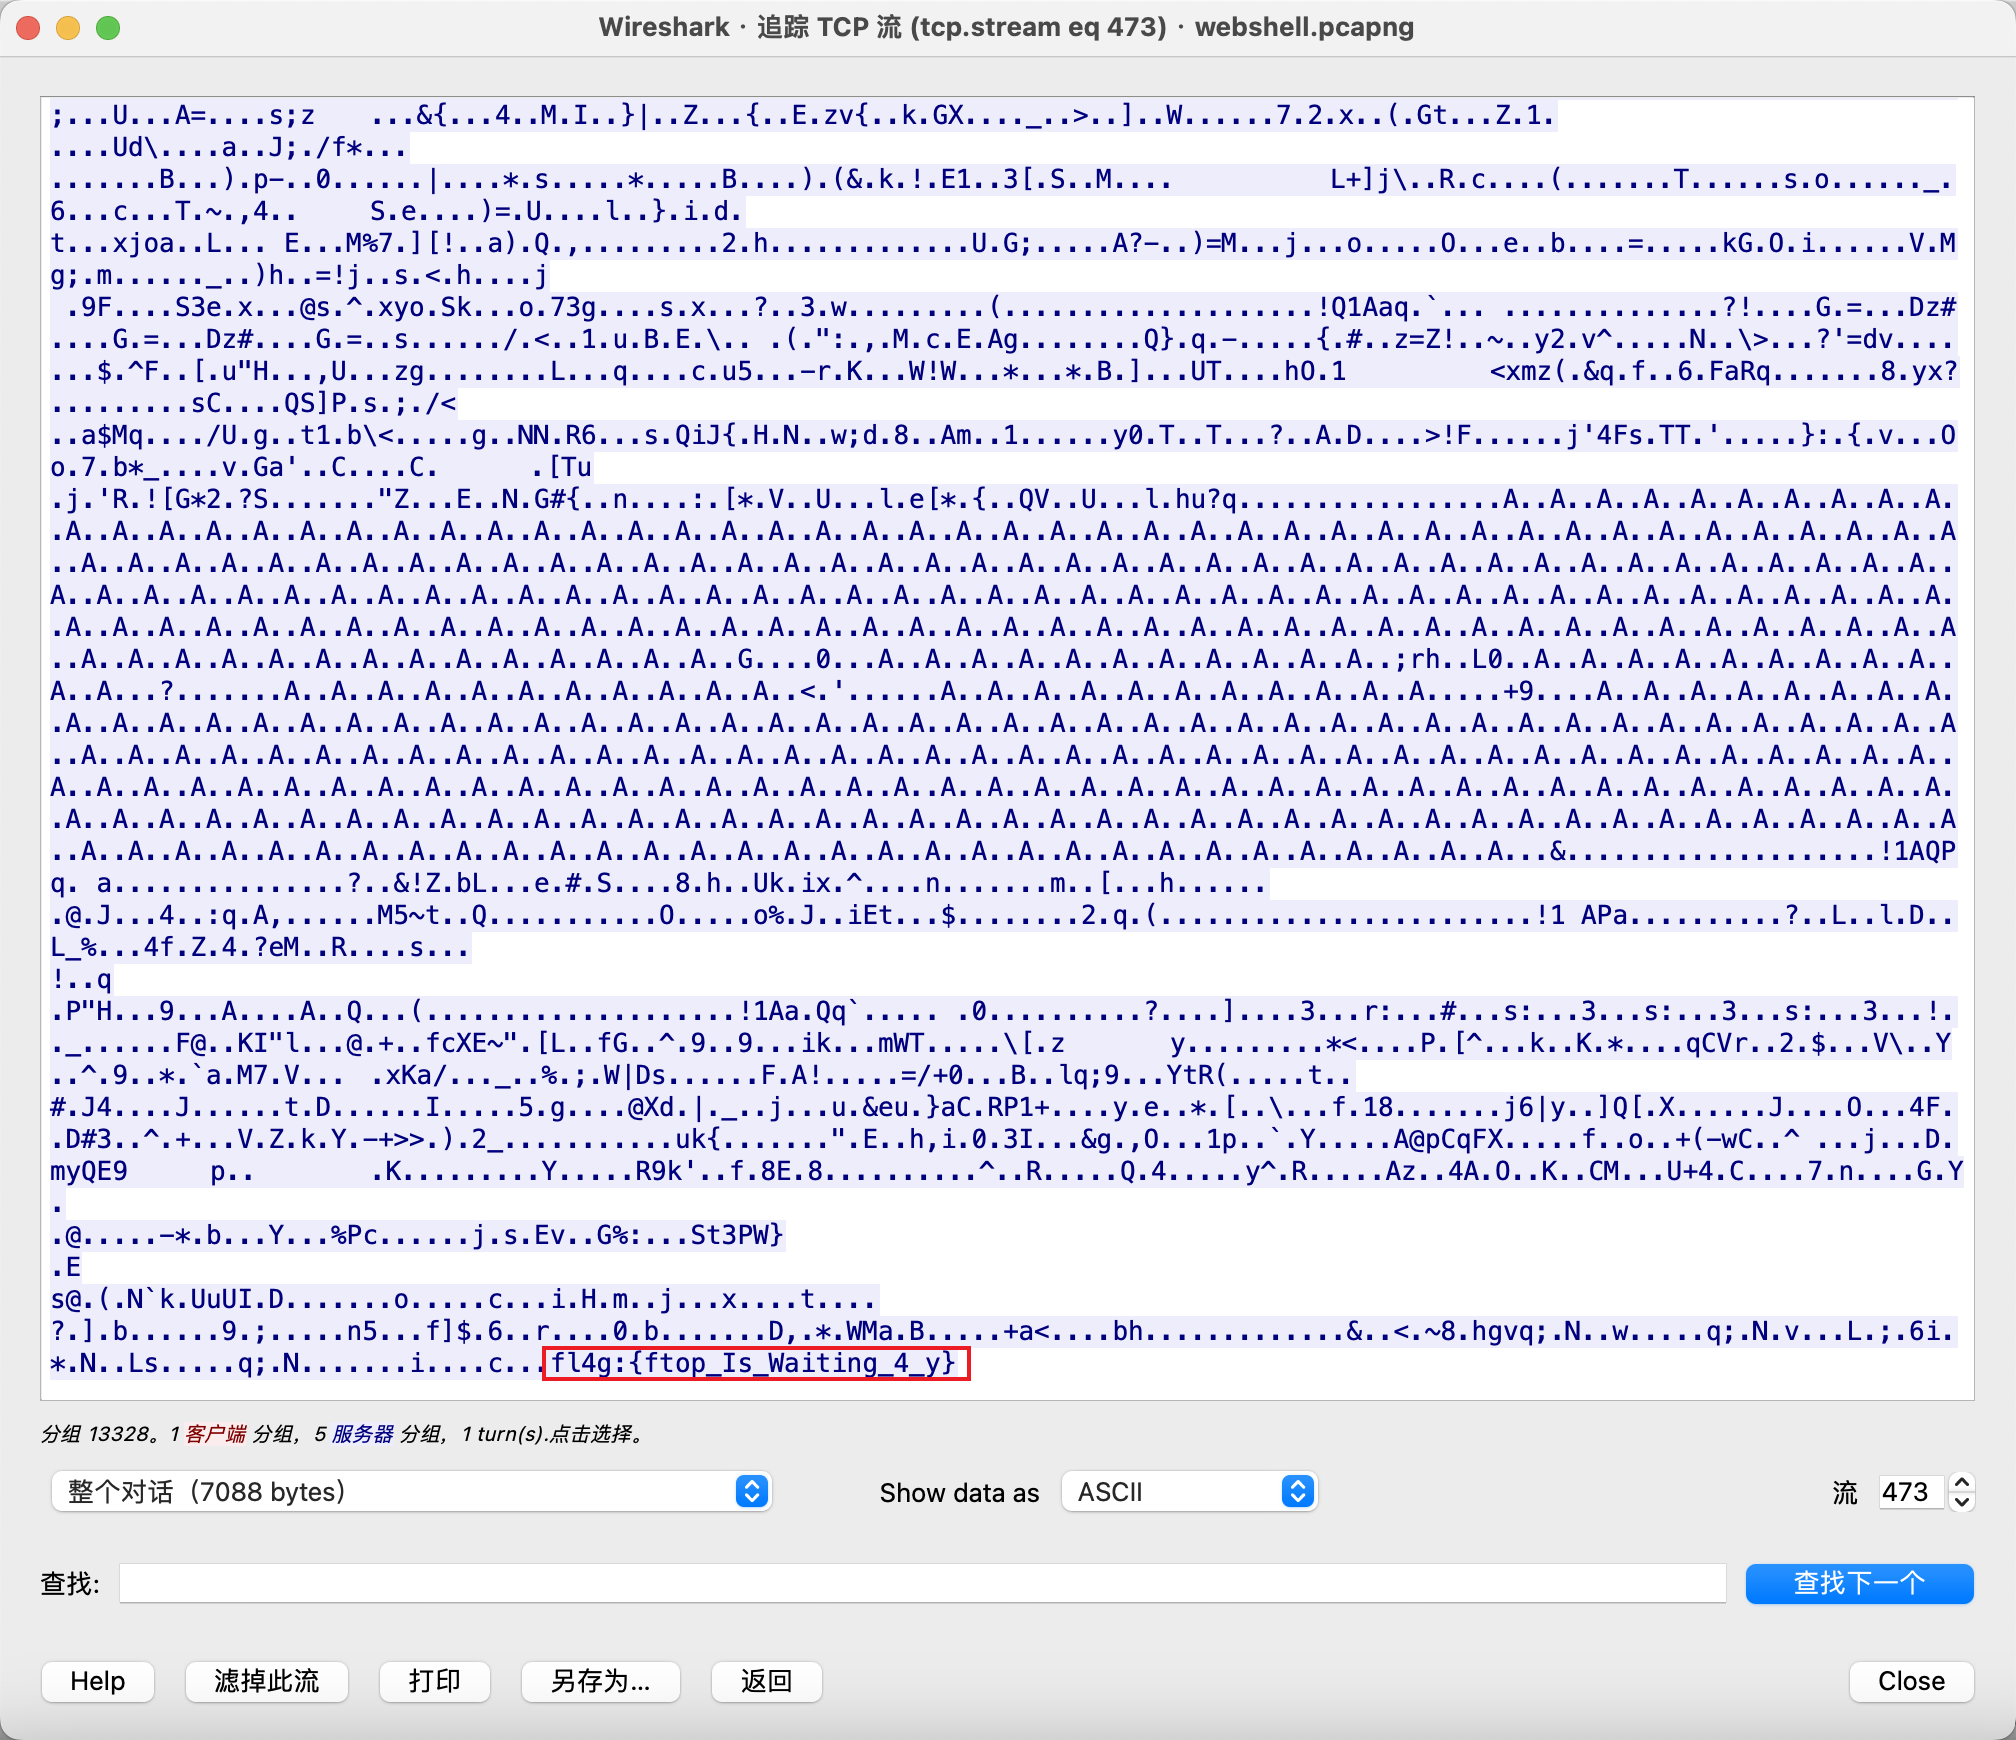 Wireshark · 追踪 TCP 流 (tcp.stream eq 473) · webshell.pcapng
;...U...A=....s;z ...&{...4..M.I..}|..Z...{..E.zv{..k.GX...._..>..]..W......7.2.x..(.Gt...Z.1.
....Ud\....a..J;./f*...
.......B...).p-..0......|....*.s.....*.....B....).(&.k.!.E1..3[.S..M.... L+]j\..R.c....(.......T......s.o......_.
6...c...T.~.,4.. S.e....)=.U....l..}.i.d.
t...xjoa..L... E...M%7.][!..a).Q.,.........2.h.............U.G;.....A?-..)=M...j...o.....O...e..b....=.....kG.O.i......V.M
g;.m......_..)h..=!j..s.<.h....j
.9F....S3e.x...@s.^.xyo.Sk...o.73g....s.x...?..3.w.........(....................!Q1Aaq.`... ..............?!....G.=...Dz#
....G.=...Dz#....G.=..s....../.<..1.u.B.E.\.. .(.":.,.M.c.E.Ag........Q}.q.-.....{.#..z=Z!..~..y2.v^.....N..\>...?'=dv....
...$.^F..[.u"H...,U...zg........L...q....c.u5...-r.K...W!W...*...*.B.]...UT....hO.1 <xmz(.&q.f..6.FaRq.......8.yx?
.........sC....QS]P.s.;./<
..a$Mq..../U.g..t1.b\<.....g..NN.R6...s.QiJ{.H.N..w;d.8..Am..1......y0.T..T...?..A.D....>!F......j'4Fs.TT.'.....}:.{.v...O
o.7.b*_....v.Ga'..C....C. .[Tu
.j.'R.![G*2.?S......."Z...E..N.G#{..n....:.[*.V..U...l.e[*.{..QV..U...l.hu?q.................A..A..A..A..A..A..A..A..A..A.
.A..A..A..A..A..A..A..A..A..A..A..A..A..A..A..A..A..A..A..A..A..A..A..A..A..A..A..A..A..A..A..A..A..A..A..A..A..A..A..A..A
..A..A..A..A..A..A..A..A..A..A..A..A..A..A..A..A..A..A..A..A..A..A..A..A..A..A..A..A..A..A..A..A..A..A..A..A..A..A..A..A..
A..A..A..A..A..A..A..A..A..A..A..A..A..A..A..A..A..A..A..A..A..A..A..A..A..A..A..A..A..A..A..A..A..A..A..A..A..A..A..A..A.
.A..A..A..A..A..A..A..A..A..A..A..A..A..A..A..A..A..A..A..A..A..A..A..A..A..A..A..A..A..A..A..A..A..A..A..A..A..A..A..A..A
..A..A..A..A..A..A..A..A..A..A..A..A..A..A..G....0...A..A..A..A..A..A..A..A..A..A..A..;rh..L0..A..A..A..A..A..A..A..A..A..
A..A...?.......A..A..A..A..A..A..A..A..A..A..A..<.'......A..A..A..A..A..A..A..A..A..A..A.....+9....A..A..A..A..A..A..A..A.
.A..A..A..A..A..A..A..A..A..A..A..A..A..A..A..A..A..A..A..A..A..A..A..A..A..A..A..A..A..A..A..A..A..A..A..A..A..A..A..A..A
..A..A..A..A..A..A..A..A..A..A..A..A..A..A..A..A..A..A..A..A..A..A..A..A..A..A..A..A..A..A..A..A..A..A..A..A..A..A..A..A..
A..A..A..A..A..A..A..A..A..A..A..A..A..A..A..A..A..A..A..A..A..A..A..A..A..A..A..A..A..A..A..A..A..A..A..A..A..A..A..A..A.
.A..A..A..A..A..A..A..A..A..A..A..A..A..A..A..A..A..A..A..A..A..A..A..A..A..A..A..A..A..A..A..A..A..A..A..A..A..A..A..A..A
..A..A..A..A..A..A..A..A..A..A..A..A..A..A..A..A..A..A..A..A..A..A..A..A..A..A..A..A..A..A..A...&....................!1AQP
q. a...............?..&!Z.bL...e.#.S....8.h..Uk.ix.^....n.......m..[...h......
.@.J...4..:q.A,......M5~t..Q...........O.....o%.J..iEt...$........2.q.(........................!1 APa..........?..L..l.D..
L_%...4f.Z.4.?eM..R....s...
!..q
.P"H...9...A....A..Q...(....................!1Aa.Qq`..... .0..........?....]....3...r:...#...s:...3...s:...3...s:...3...!.
._......F@..KI"l...@.+..fcXE~".[L..fG..^.9..9...ik...mWT.....\[.z y.........*<....P.[^...k..K.*....qCVr..2.$...V\..Y
..^.9..*.`a.M7.V... .xKa/..._..%.;.W|Ds......F.A!.....=/+0...B..lq;9...YtR(.....t..
#.J4....J......t.D......I.....5.g....@Xd.|._..j...u.&eu.}aC.RP1+....y.e..*.[..\...f.18.......j6|y..]Q[.X......J....O...4F.
.D#3..^.+...V.Z.k.Y.-+>>.).2_...........uk{.......".E..h,i.0.3I...&g.,O...1p..`.Y.....A@pCqFX.....f..o..+(-wC..^ ...j...D.
myQE9 p.. .K.........Y.....R9k'..f.8E.8..........^..R.....Q.4.....y^.R.....Az..4A.O..K..CM...U+4.C....7.n....G.Y
.
.@.....-*.b...Y...%Pc......j.s.Ev..G%:...St3PW}
.E
s@.(.N`k.UuUI.D.......o.....c...i.H.m..j...x....t....
?.].b......9.;.....n5...f]$.6..r....0.b.......D,.*.WMa.B.....+a<....bh.............&..<.~8.hgvq;.N..w.....q;.N.v...L.;.6i.
*.N..Ls.....q;.N.......i....c...fl4g:{ftop_Is_Waiting_4_y}
分组 13328。1 客户端 分组, 5 服务器 分组, 1 turn(s).点击选择。
整个对话 (7088 bytes) Show data as ASCII 流 473
查找: 查找下一个
Help 滤掉此流 打印 另存为... 返回 Close